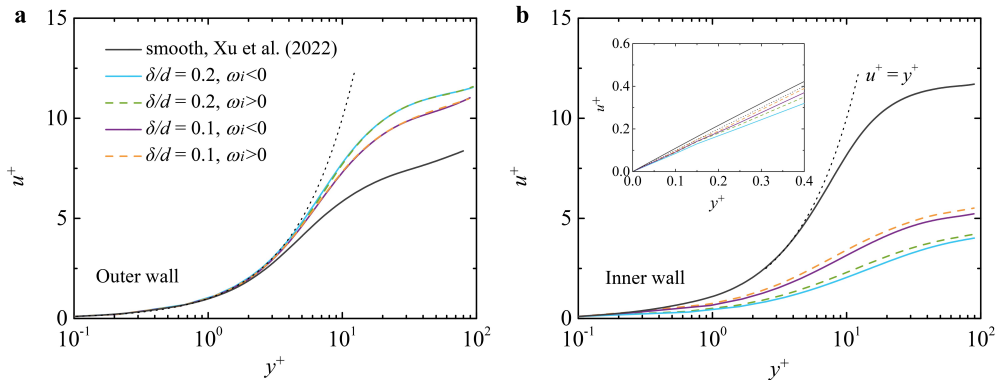 a
15
10
5
0
u⁺
smooth, Xu et al. (2022)
δ/d = 0.2, ωi<0
δ/d = 0.2, ωi>0
δ/d = 0.1, ωi<0
δ/d = 0.1, ωi>0
Outer wall
10⁻¹ 10⁰ 10¹ 10²
y⁺
b
15
10
5
0
u⁺
0.6
0.3
0.0
u⁺
0.0 0.1 0.2 0.3 0.4
y⁺
u⁺ = y⁺
Inner wall
10⁻¹ 10⁰ 10¹ 10²
y⁺